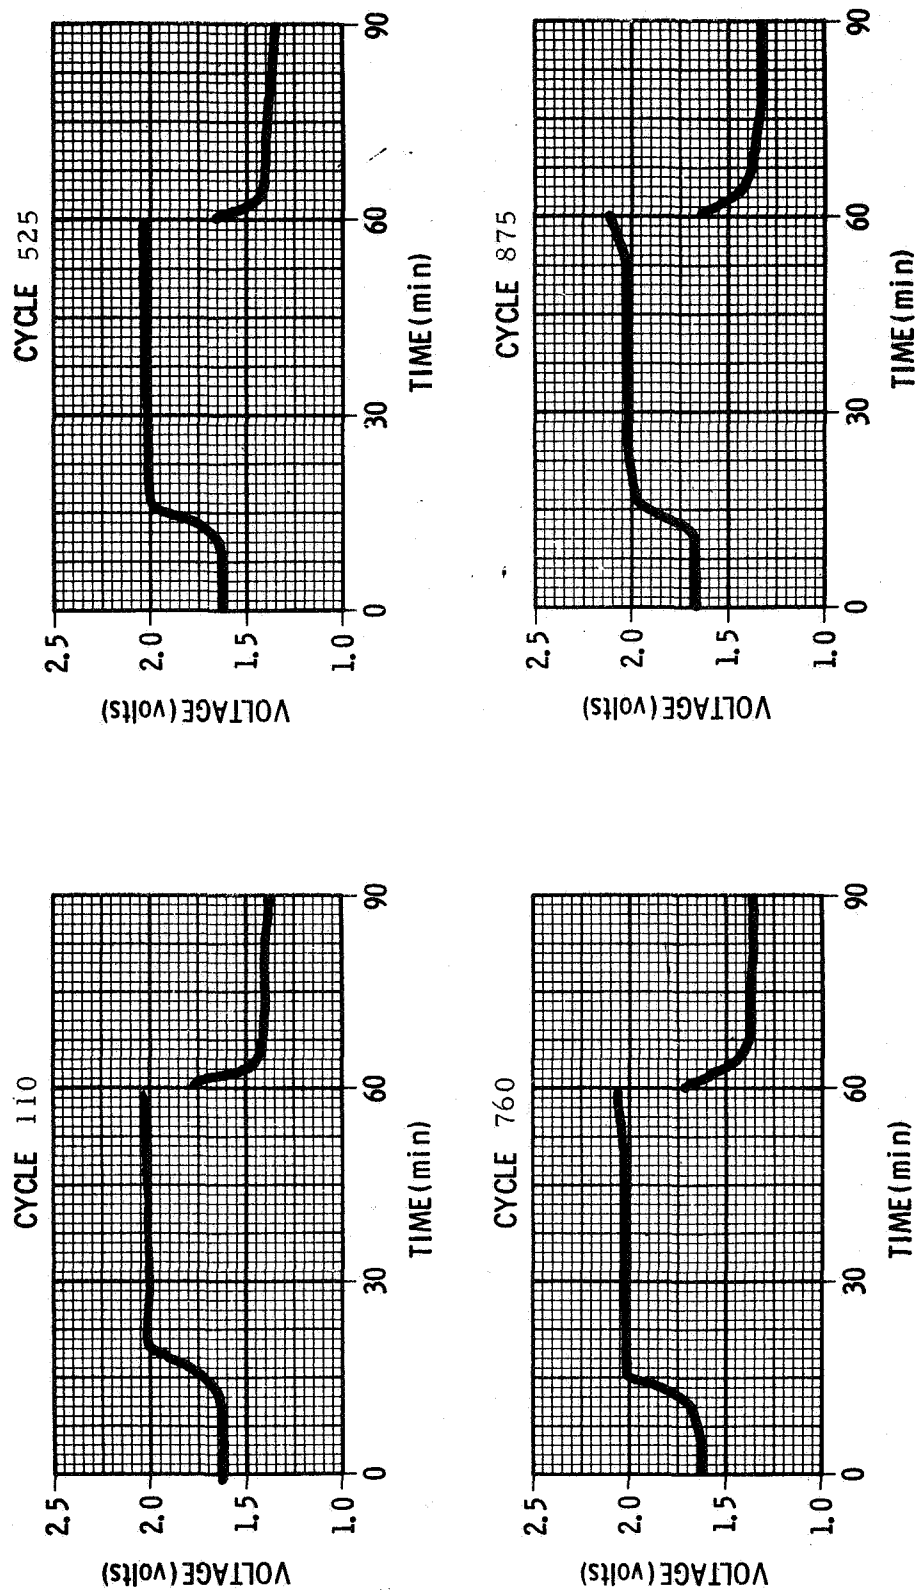 CYCLE 110
VOLTAGE (volts)
2.5
2.0
1.5
1.0
0
30
60
90
TIME (min)
CYCLE 525
VOLTAGE (volts)
2.5
2.0
1.5
1.0
0
30
60
90
TIME (min)
CYCLE 760
VOLTAGE (volts)
2.5
2.0
1.5
1.0
0
30
60
90
TIME (min)
CYCLE 875
VOLTAGE (volts)
2.5
2.0
1.5
1.0
0
30
60
90
TIME (min)